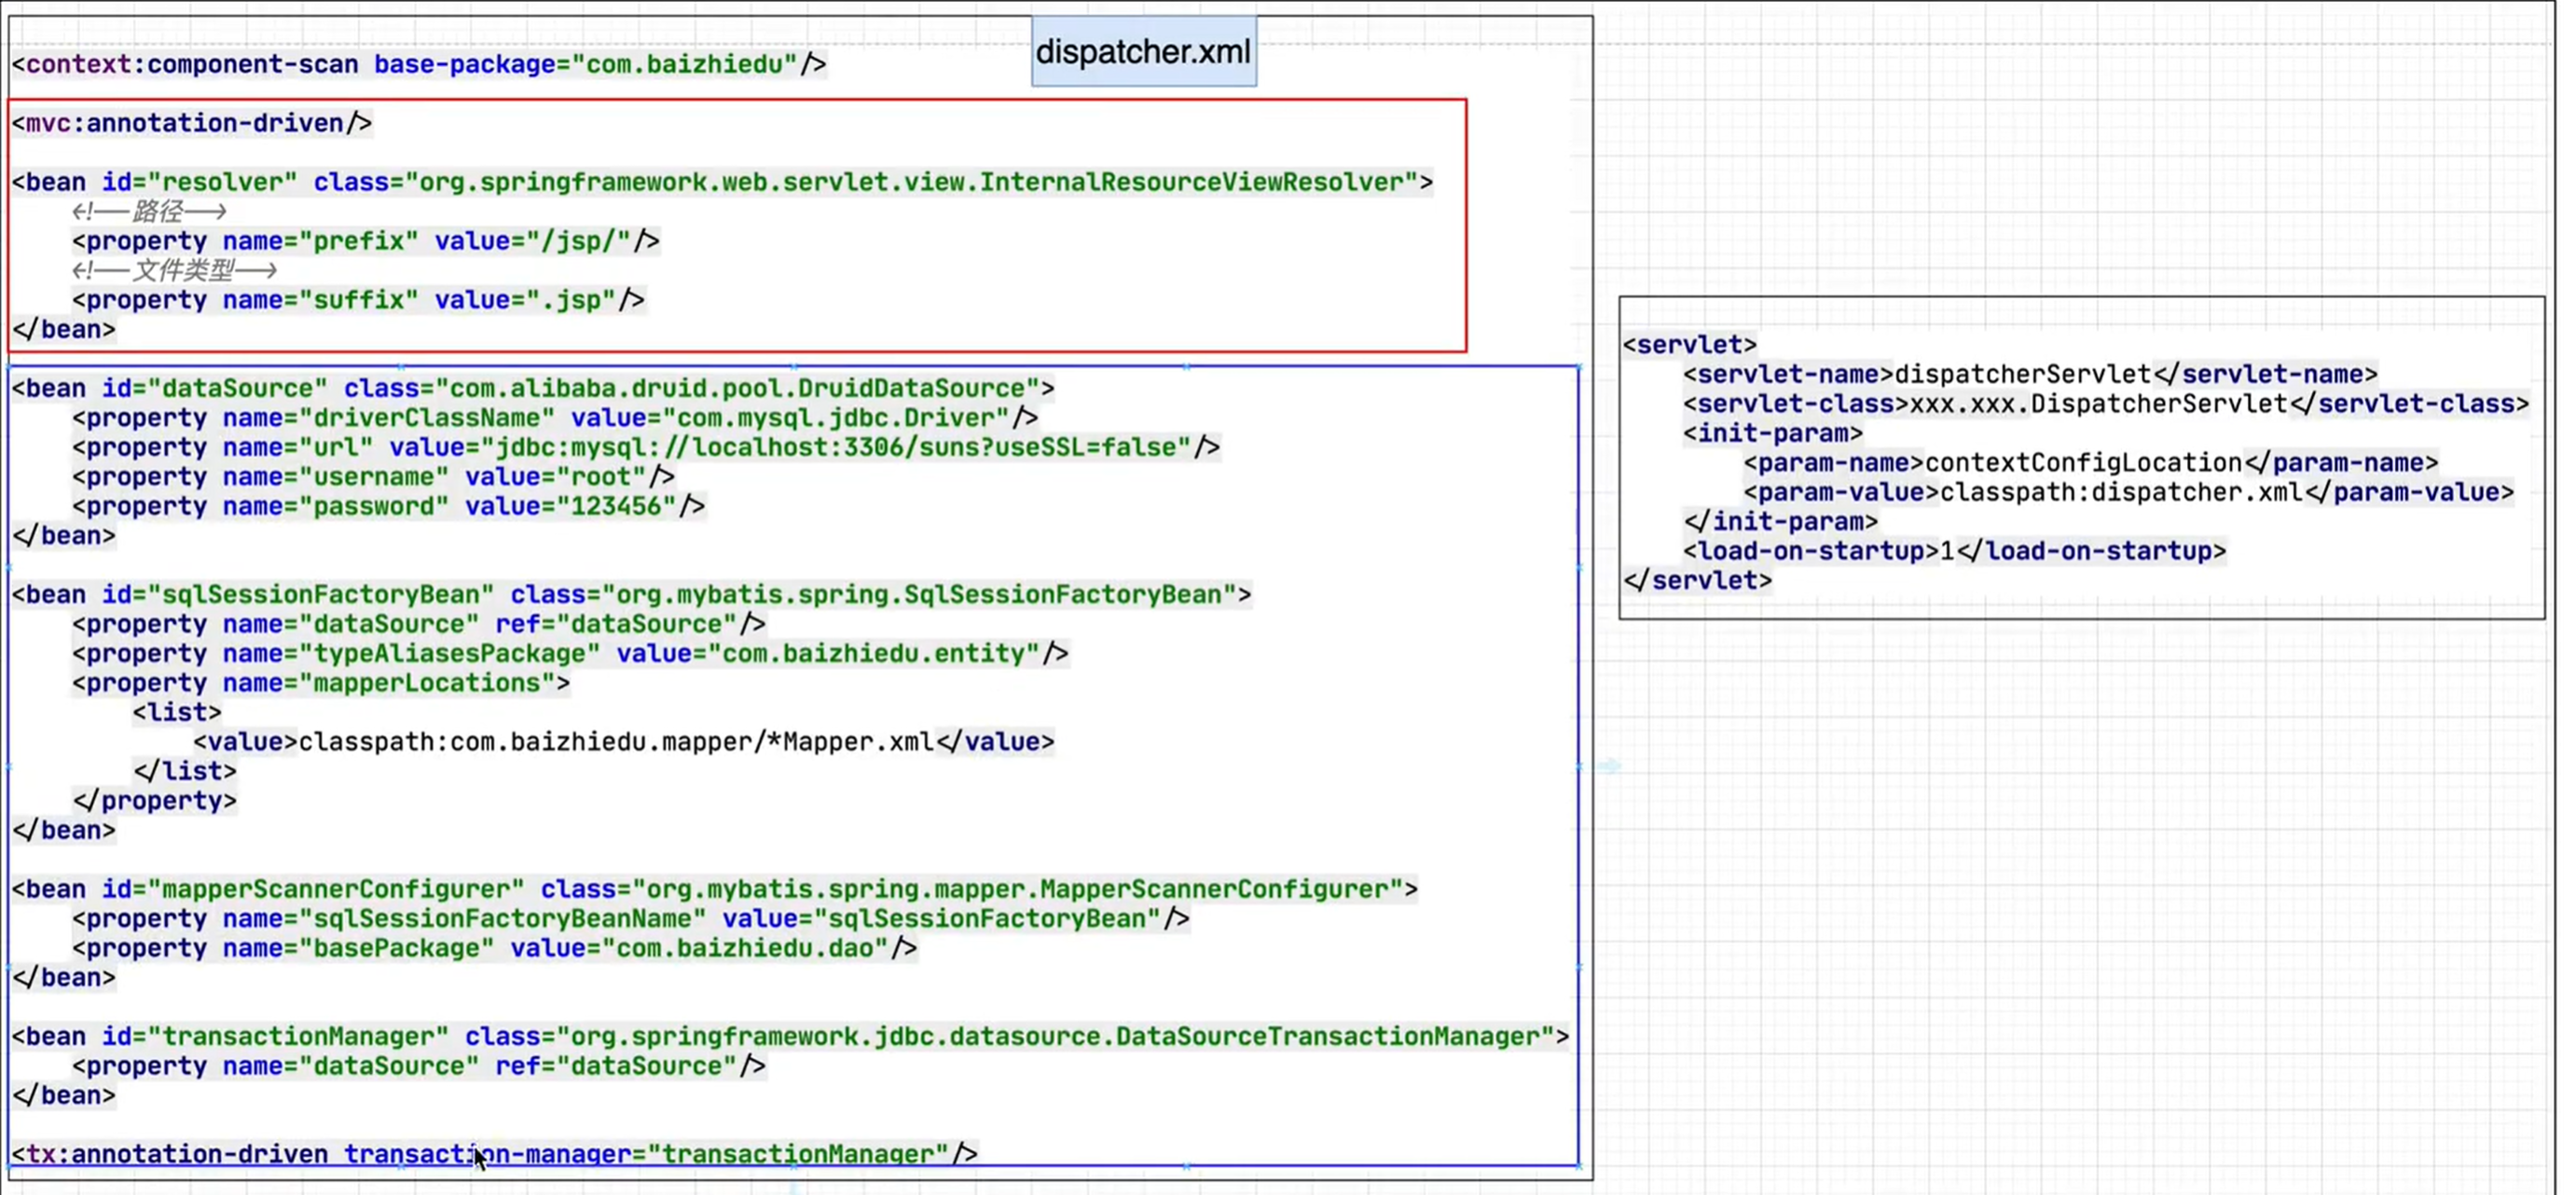 dispatcher.xml
<context:component-scan base-package="com.baizhiedu"/>
<mvc:annotation-driven/>
<bean id="resolver" class="org.springframework.web.servlet.view.InternalResourceViewResolver">
<!--路径-->
<property name="prefix" value="/jsp/"/>
<!--文件类型-->
<property name="suffix" value=".jsp"/>
</bean>
<bean id="dataSource" class="com.alibaba.druid.pool.DruidDataSource">
<property name="driverClassName" value="com.mysql.jdbc.Driver"/>
<property name="url" value="jdbc:mysql://localhost:3306/suns?useSSL=false"/>
<property name="username" value="root"/>
<property name="password" value="123456"/>
</bean>
<bean id="sqlSessionFactoryBean" class="org.mybatis.spring.SqlSessionFactoryBean">
<property name="dataSource" ref="dataSource"/>
<property name="typeAliasesPackage" value="com.baizhiedu.entity"/>
<property name="mapperLocations">
<list>
<value>classpath:com.baizhiedu.mapper/*Mapper.xml</value>
</list>
</property>
</bean>
<bean id="mapperScannerConfigurer" class="org.mybatis.spring.mapper.MapperScannerConfigurer">
<property name="sqlSessionFactoryBeanName" value="sqlSessionFactoryBean"/>
<property name="basePackage" value="com.baizhiedu.dao"/>
</bean>
<bean id="transactionManager" class="org.springframework.jdbc.datasource.DataSourceTransactionManager">
<property name="dataSource" ref="dataSource"/>
</bean>
<tx:annotation-driven transaction-manager="transactionManager"/>
<servlet>
<servlet-name>dispatcherServlet</servlet-name>
<servlet-class>xxx.xxx.DispatcherServlet</servlet-class>
<init-param>
<param-name>contextConfigLocation</param-name>
<param-value>classpath:dispatcher.xml</param-value>
</init-param>
<load-on-startup>1</load-on-startup>
</servlet>